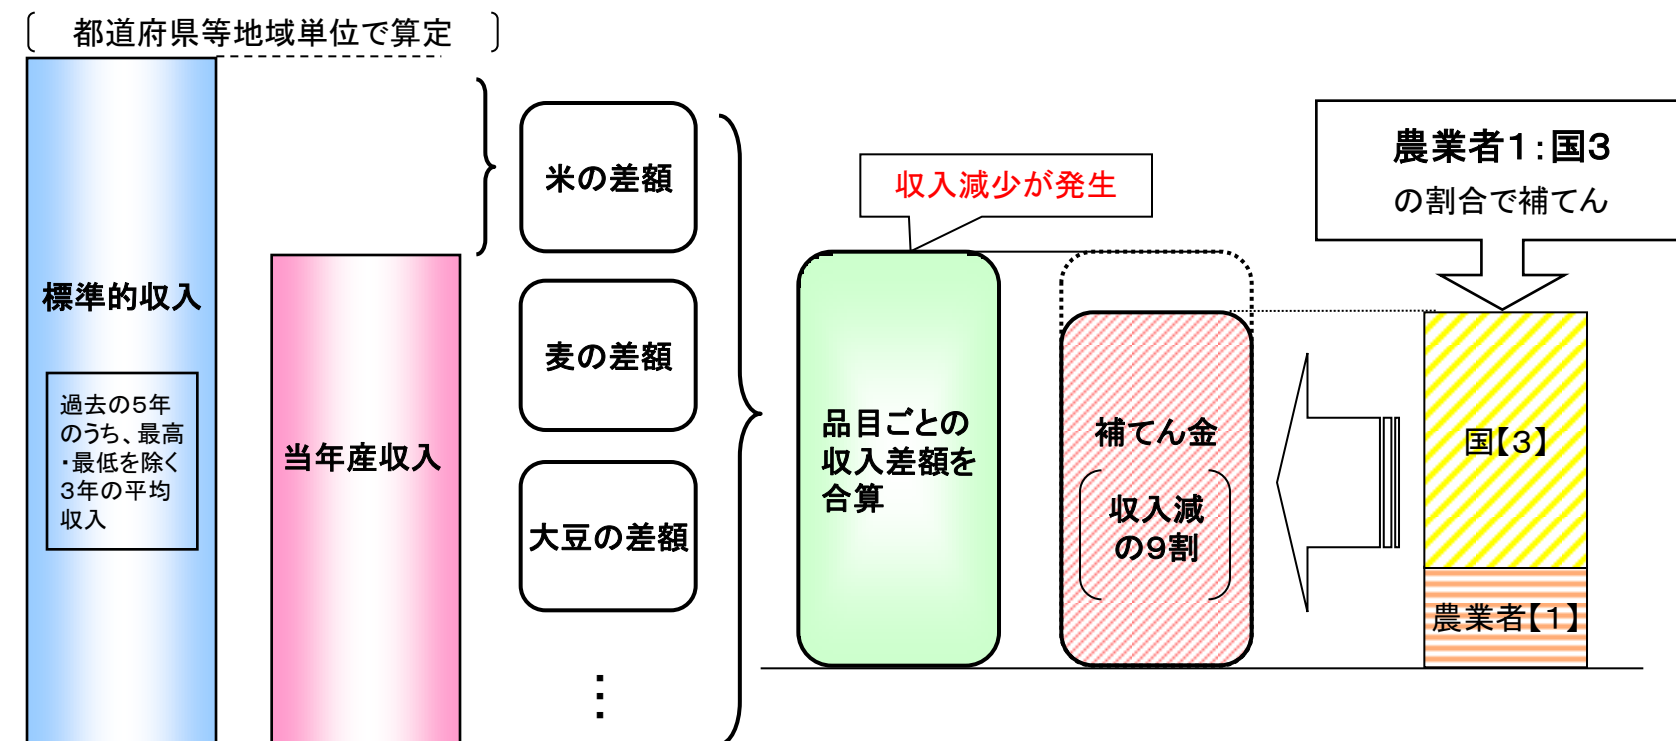 〔 都道府県等地域単位で算定 〕
標準的収入
過去の5年
のうち、最高
・最低を除く
3年の平均
収入
当年産収入
米の差額
麦の差額
大豆の差額
…
収入減少が発生
品目ごとの
収入差額を
合算
補てん金
収入減
の9割
農業者1:国3
の割合で補てん
国【3】
農業者【1】